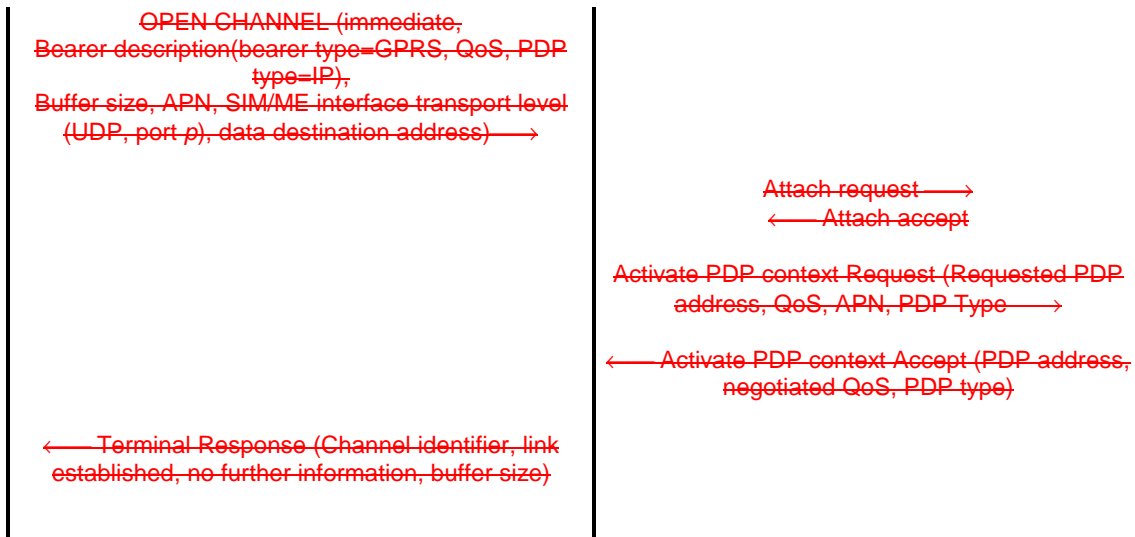 OPEN CHANNEL (immediate,
Bearer description(bearer type=GPRS, QoS, PDP
type=IP),
Buffer size, APN, SIM/ME interface transport level
(UDP, port p), data destination address) ⟶
Attach request ⟶
⟵ Attach accept
Activate PDP context Request (Requested PDP
address, QoS, APN, PDP Type ⟶
⟵ Activate PDP context Accept (PDP address,
negotiated QoS, PDP type)
⟵ Terminal Response (Channel identifier, link
established, no further information, buffer size)